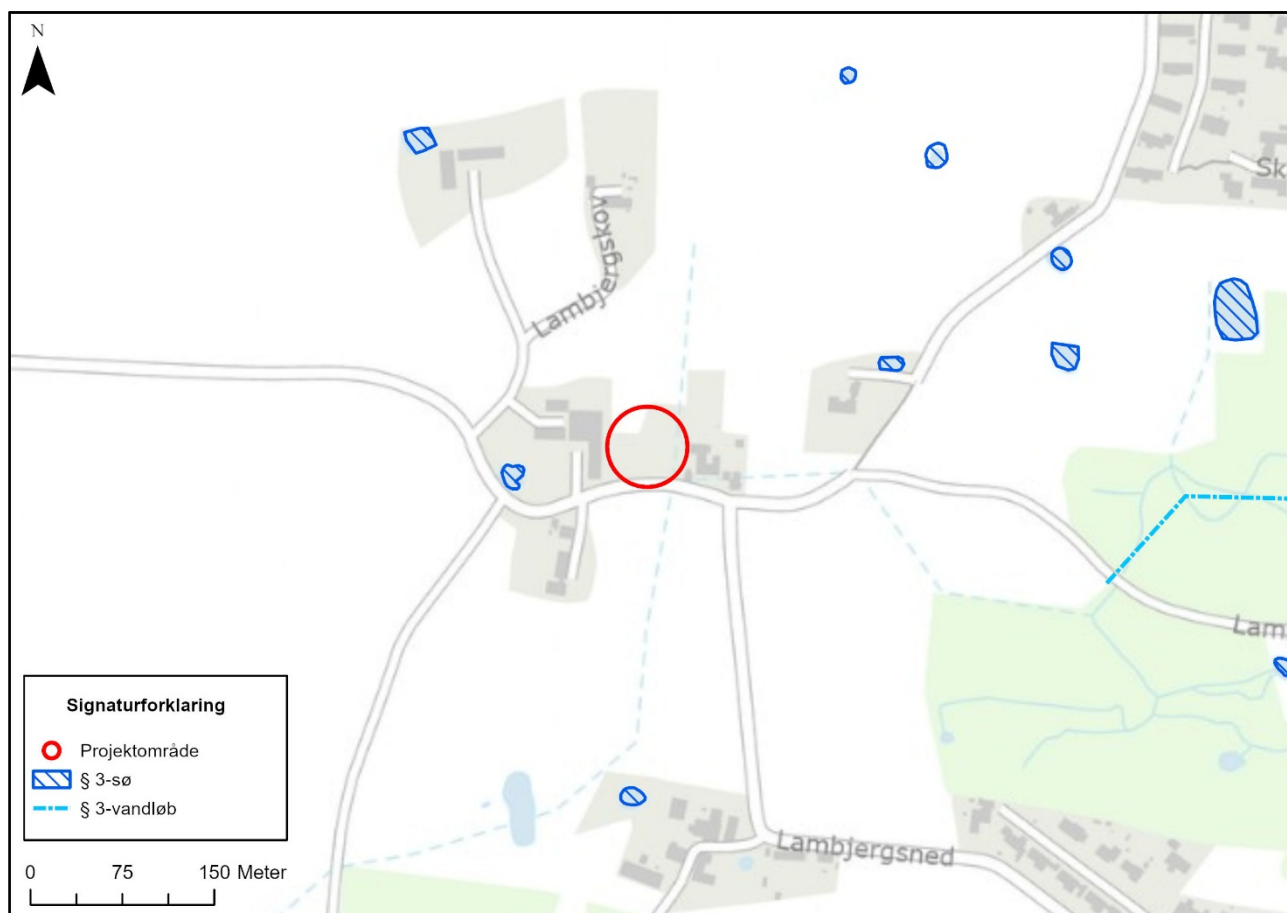 N
Sk
Lambjergskov
Lam
Lambjergsned
Signaturforklaring
Projektområde
§ 3-sø
§ 3-vandløb
0 75 150 Meter